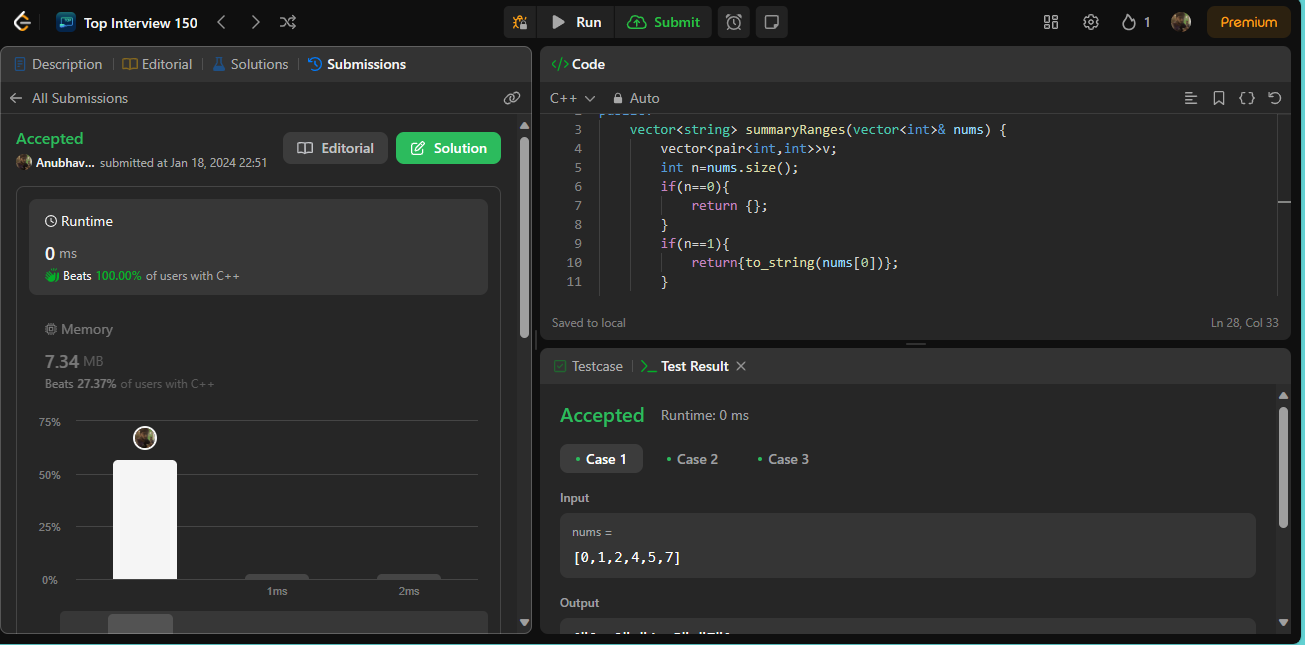 Top Interview 150
Run
Submit
1
Premium
Description
Editorial
Solutions
Submissions
All Submissions
Accepted
Anubhav... submitted at Jan 18, 2024 22:51
Editorial
Solution
Runtime
0 ms
Beats 100.00% of users with C++
Memory
7.34 MB
Beats 27.37% of users with C++
75%
50%
25%
0%
1ms
2ms
</> Code
C++
Auto
3 vector<string> summaryRanges(vector<int>& nums) {
4 vector<pair<int,int>>v;
5 int n=nums.size();
6 if(n==0){
7 return {};
8 }
9 if(n==1){
10 return{to_string(nums[0])};
11 }
Saved to local
Ln 28, Col 33
Testcase
Test Result
Accepted
Runtime: 0 ms
Case 1
Case 2
Case 3
Input
nums =
[0,1,2,4,5,7]
Output